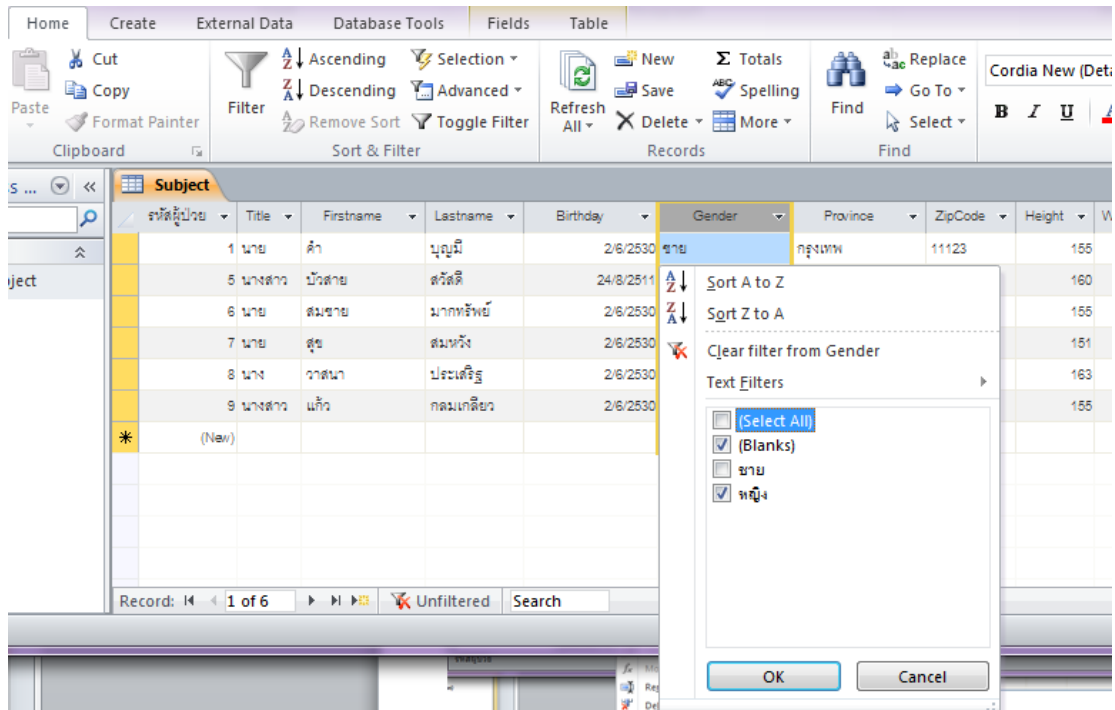 Home Create External Data Database Tools Fields Table
Cut Ascending Selection New Totals Replace Cordia New (Deta
Copy Descending Advanced Save Spelling Go To
Paste Format Painter Filter Remove Sort Toggle Filter Refresh All Delete More Find Select B I U A
Clipboard Sort & Filter Records Find
s ... « Subject
รหัสผู้ป่วย Title Firstname Lastname Birthday Gender Province ZipCode Height W
1 นาย คำ บุญมี 2/6/2530 ชาย กรุงเทพ 11123 155
bject 5 นางสาว บัวสาย สวัสดี 24/8/2511 160
6 นาย สมชาย มากทรัพย์ 2/6/2530 155
7 นาย สุข สมหวัง 2/6/2530 151
8 นาง วาสนา ประเสริฐ 2/6/2530 163
9 นางสาว แก้ว กลมเกลียว 2/6/2530 155
(New)
Sort A to Z
Sort Z to A
Clear filter from Gender
Text Filters
(Select All)
(Blanks)
ชาย
หญิง
OK Cancel
Record: 1 of 6 Unfiltered Search